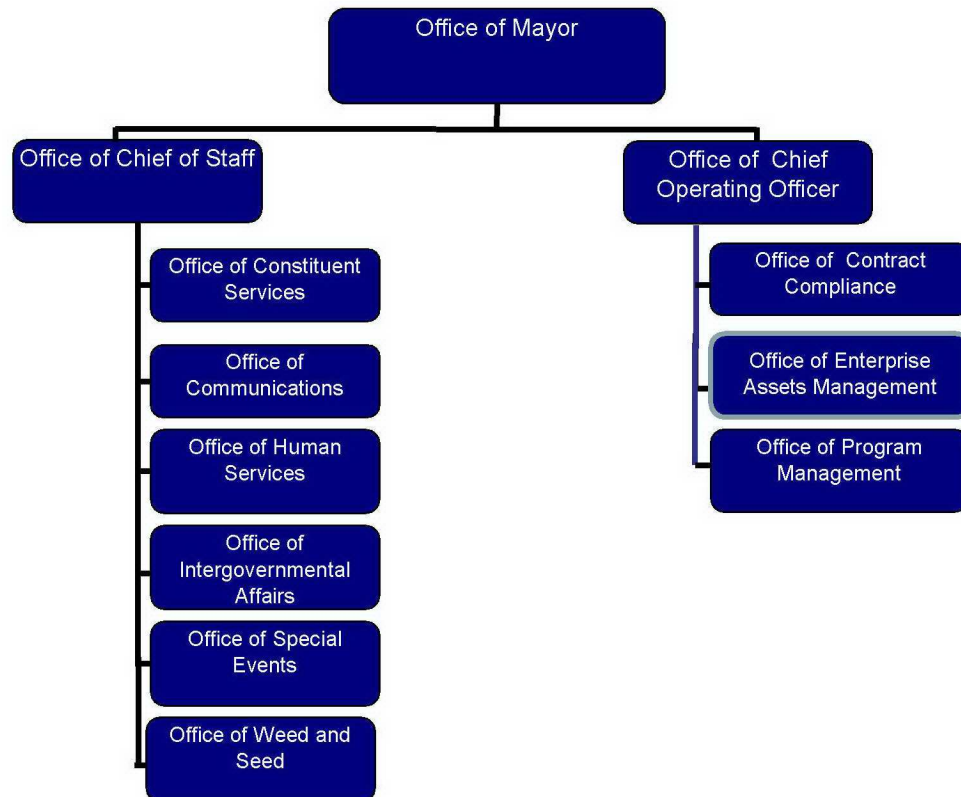 Office of Mayor
Office of Chief of Staff
Office of Chief
Operating Officer
Office of Constituent
Services
Office of
Communications
Office of Human
Services
Office of
Intergovernmental
Affairs
Office of Special
Events
Office of Weed and
Seed
Office of Contract
Compliance
Office of Enterprise
Assets Management
Office of Program
Management